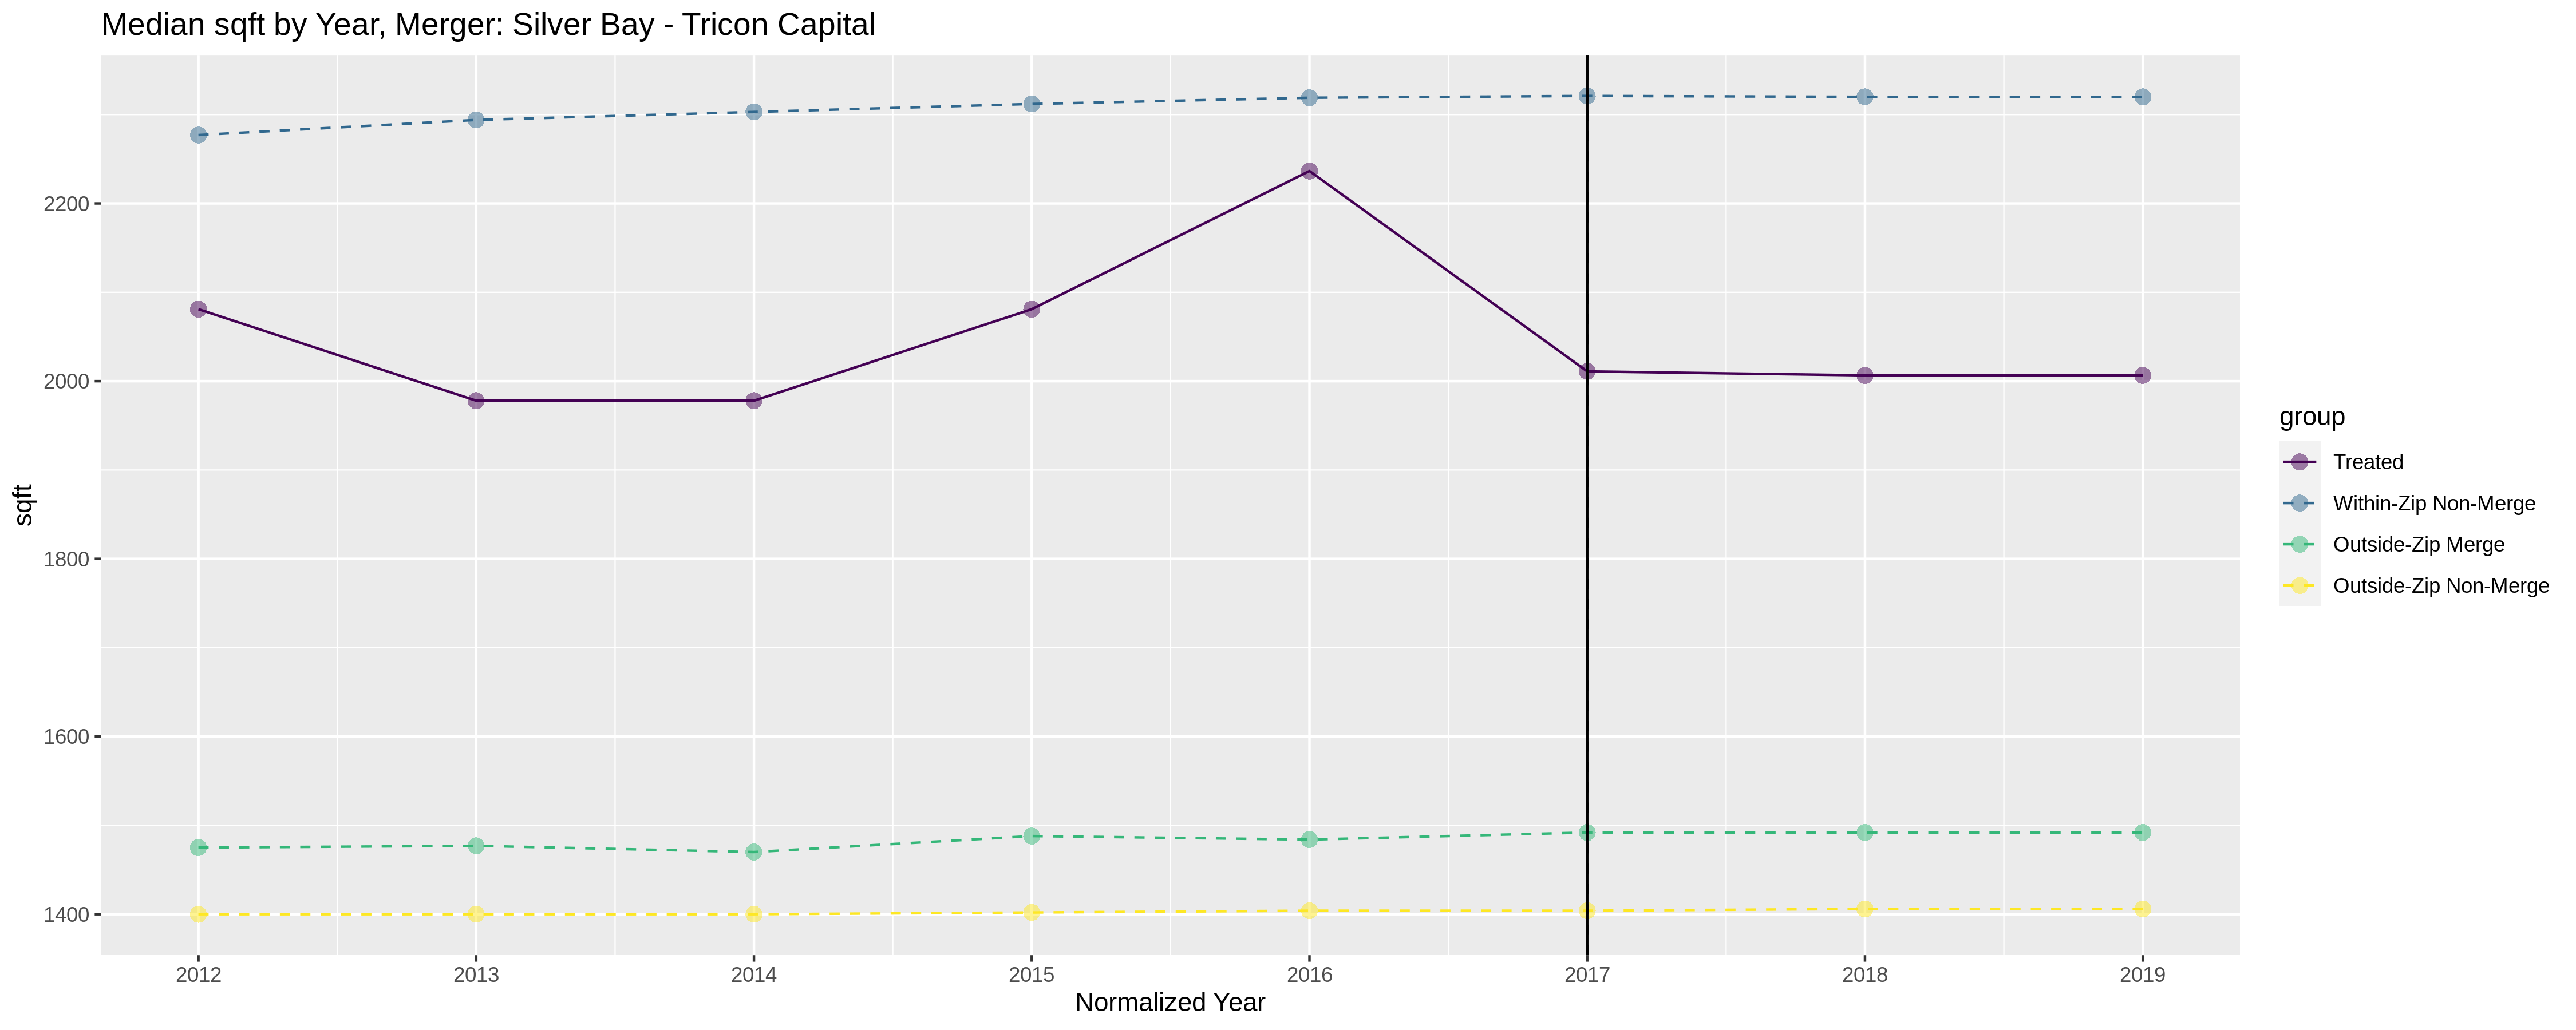 Median sqft by Year, Merger: Silver Bay - Tricon Capital
sqft
2200
2000
1800
1600
1400
2012 2013 2014 2015 2016 2017 2018 2019
Normalized Year
group
Treated
Within-Zip Non-Merge
Outside-Zip Merge
Outside-Zip Non-Merge